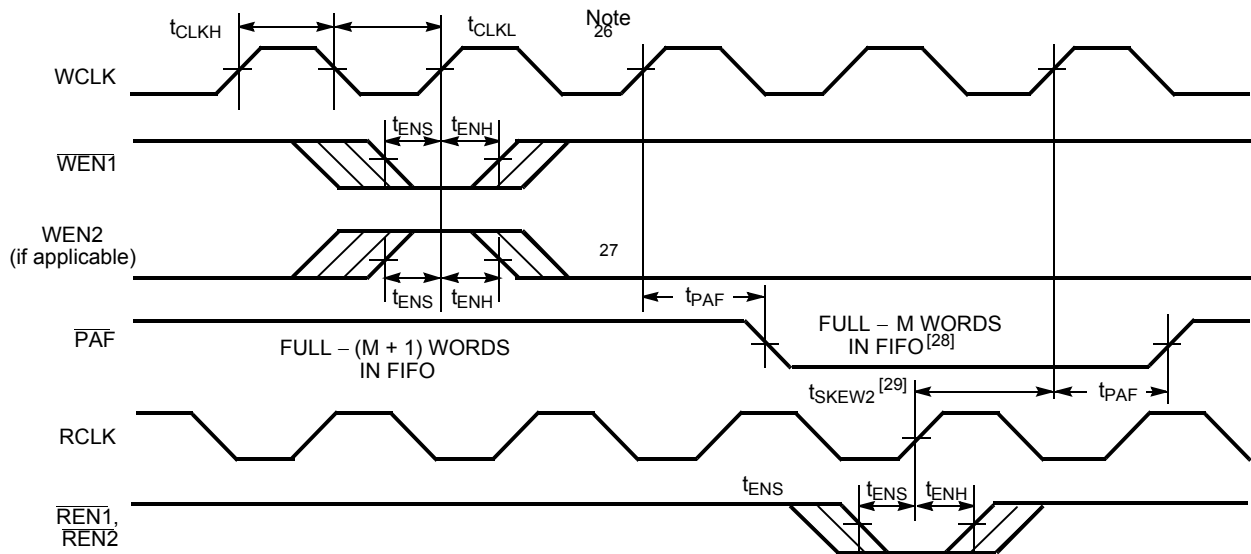 tCLKH
tCLKL
Note
26
WCLK
tENS
tENH
WEN1
WEN2
(if applicable)
27
tENS
tENH
tPAF
PAF
FULL – (M + 1) WORDS
IN FIFO
FULL – M WORDS
IN FIFO[28]
tSKEW2 [29]
tPAF
RCLK
tENS
tENS
tENH
REN1,
REN2